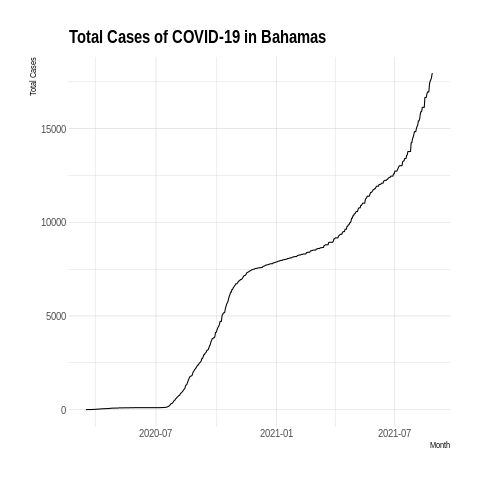 Total Cases of COVID-19 in Bahamas
Total Cases
15000
10000
5000
0
2020-07
2021-01
2021-07
Month